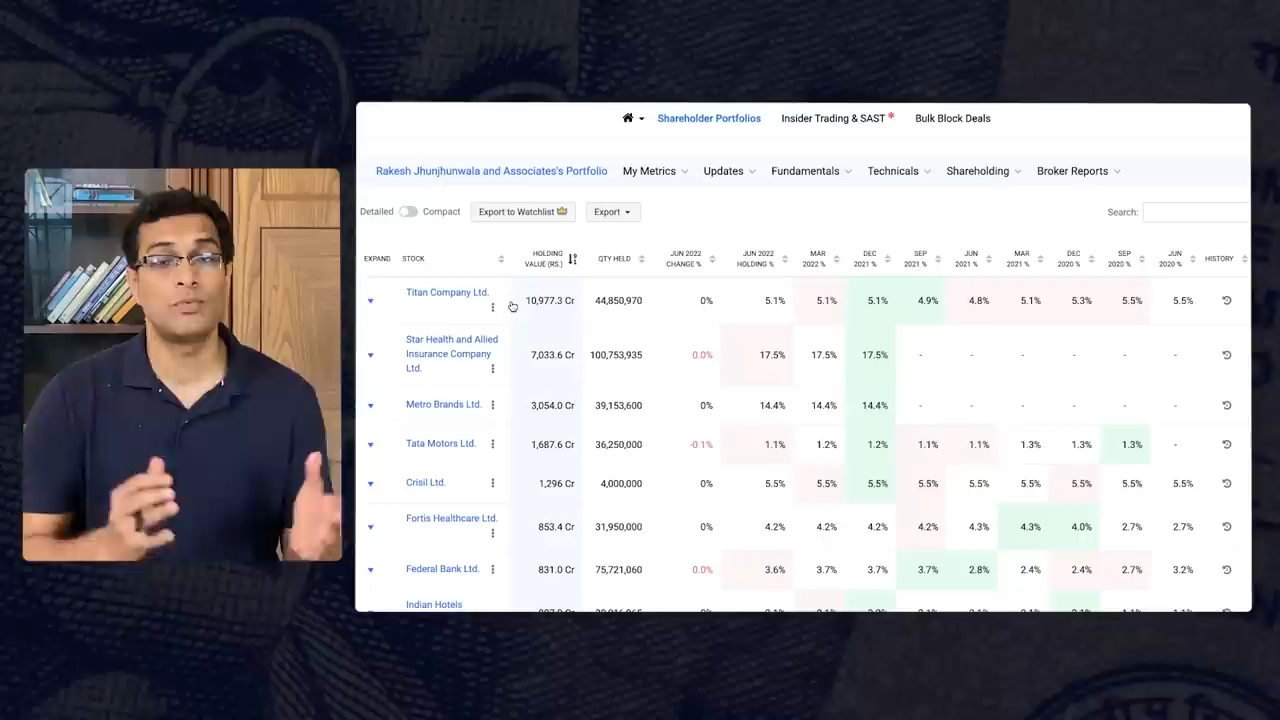 Shareholder Portfolios Insider Trading & SAST * Bulk Block Deals
Rakesh Jhunjhunwala and Associates's Portfolio My Metrics Updates Fundamentals Technicals Shareholding Broker Reports
Detailed Compact Export to Watchlist Export Search:
EXPAND STOCK HOLDING VALUE (RS.) QTY HELD JUN 2022 CHANGE % JUN 2022 HOLDING % MAR 2022 % DEC 2021 % SEP 2021 % JUN 2021 % MAR 2021 % DEC 2020 % SEP 2020 % JUN 2020 % HISTORY
Titan Company Ltd. 10,977.3 Cr 44,850,970 0% 5.1% 5.1% 5.1% 4.9% 4.8% 5.1% 5.3% 5.5% 5.5%
Star Health and Allied Insurance Company Ltd. 7,033.6 Cr 100,753,935 0.0% 17.5% 17.5% 17.5% - - - - - -
Metro Brands Ltd. 3,054.0 Cr 39,153,600 0% 14.4% 14.4% 14.4% - - - - - -
Tata Motors Ltd. 1,687.6 Cr 36,250,000 -0.1% 1.1% 1.2% 1.2% 1.1% 1.1% 1.3% 1.3% 1.3% -
Crisil Ltd. 1,296 Cr 4,000,000 0% 5.5% 5.5% 5.5% 5.5% 5.5% 5.5% 5.5% 5.5% 5.5%
Fortis Healthcare Ltd. 853.4 Cr 31,950,000 0% 4.2% 4.2% 4.2% 4.2% 4.3% 4.3% 4.0% 2.7% 2.7%
Federal Bank Ltd. 831.0 Cr 75,721,060 0.0% 3.6% 3.7% 3.7% 3.7% 2.8% 2.4% 2.4% 2.7% 3.2%
Indian Hotels